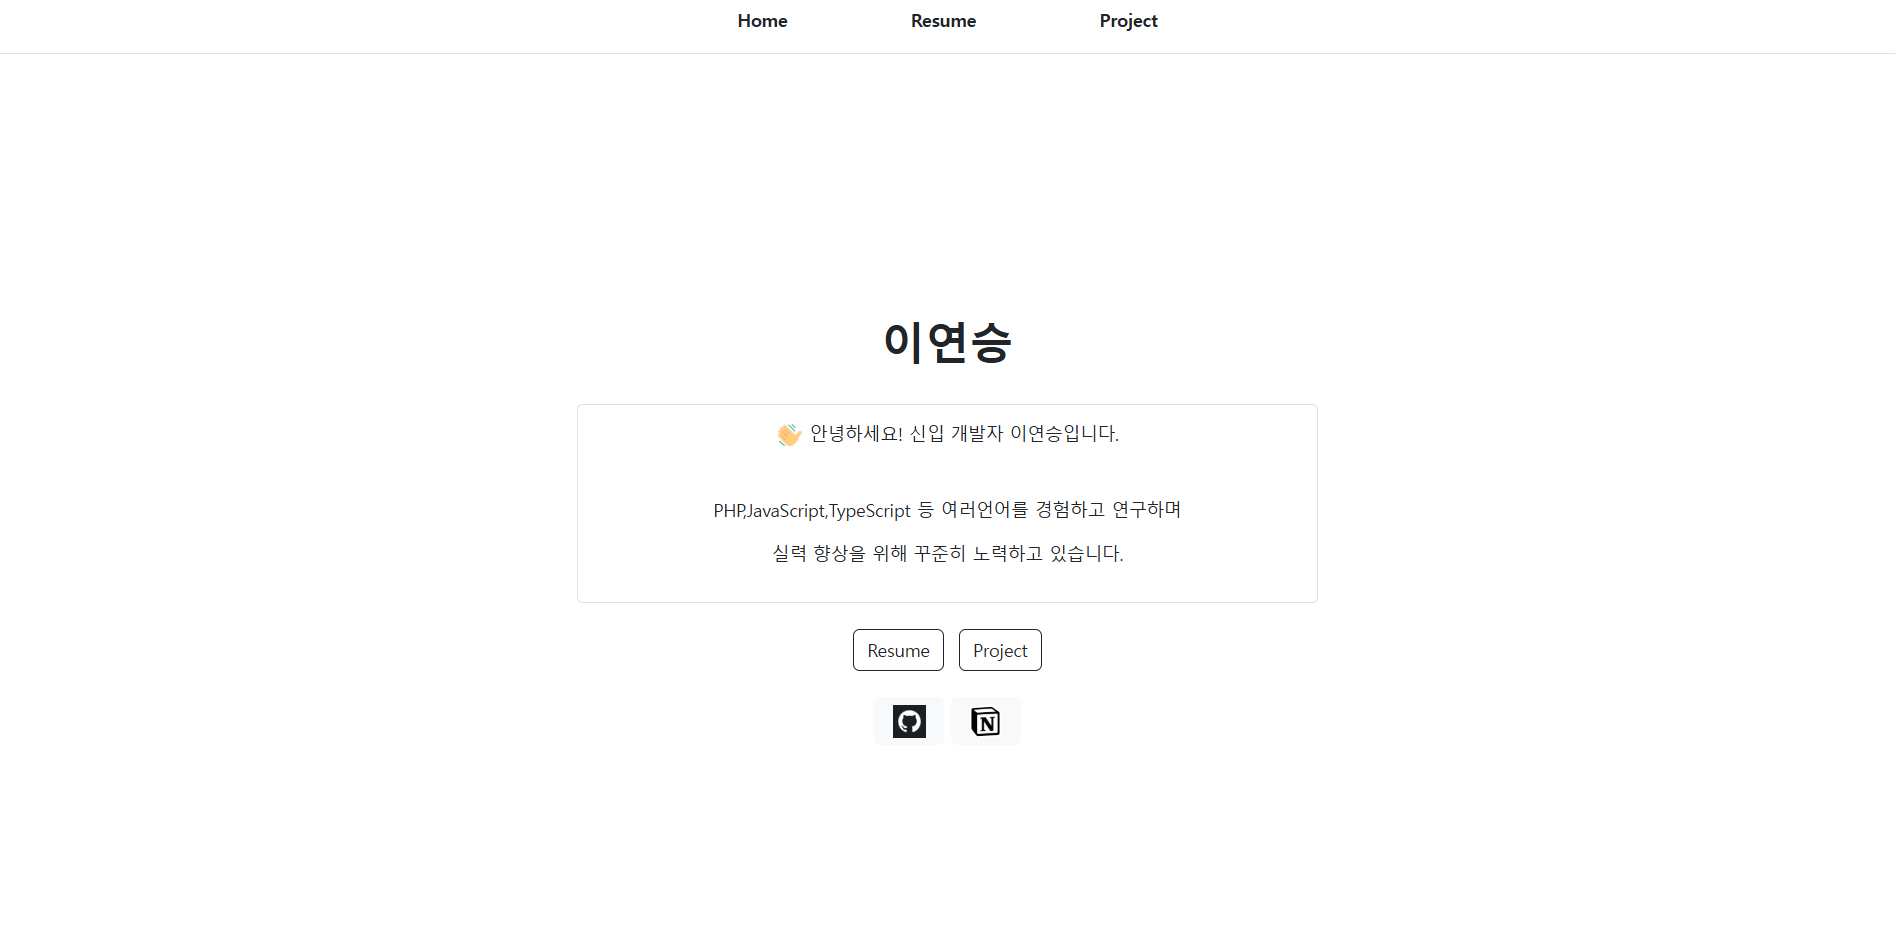 Home Resume Project
이연승
👋 안녕하세요! 신입 개발자 이연승입니다.
PHP,JavaScript,TypeScript 등 여러언어를 경험하고 연구하며
실력 향상을 위해 꾸준히 노력하고 있습니다.
Resume Project
N